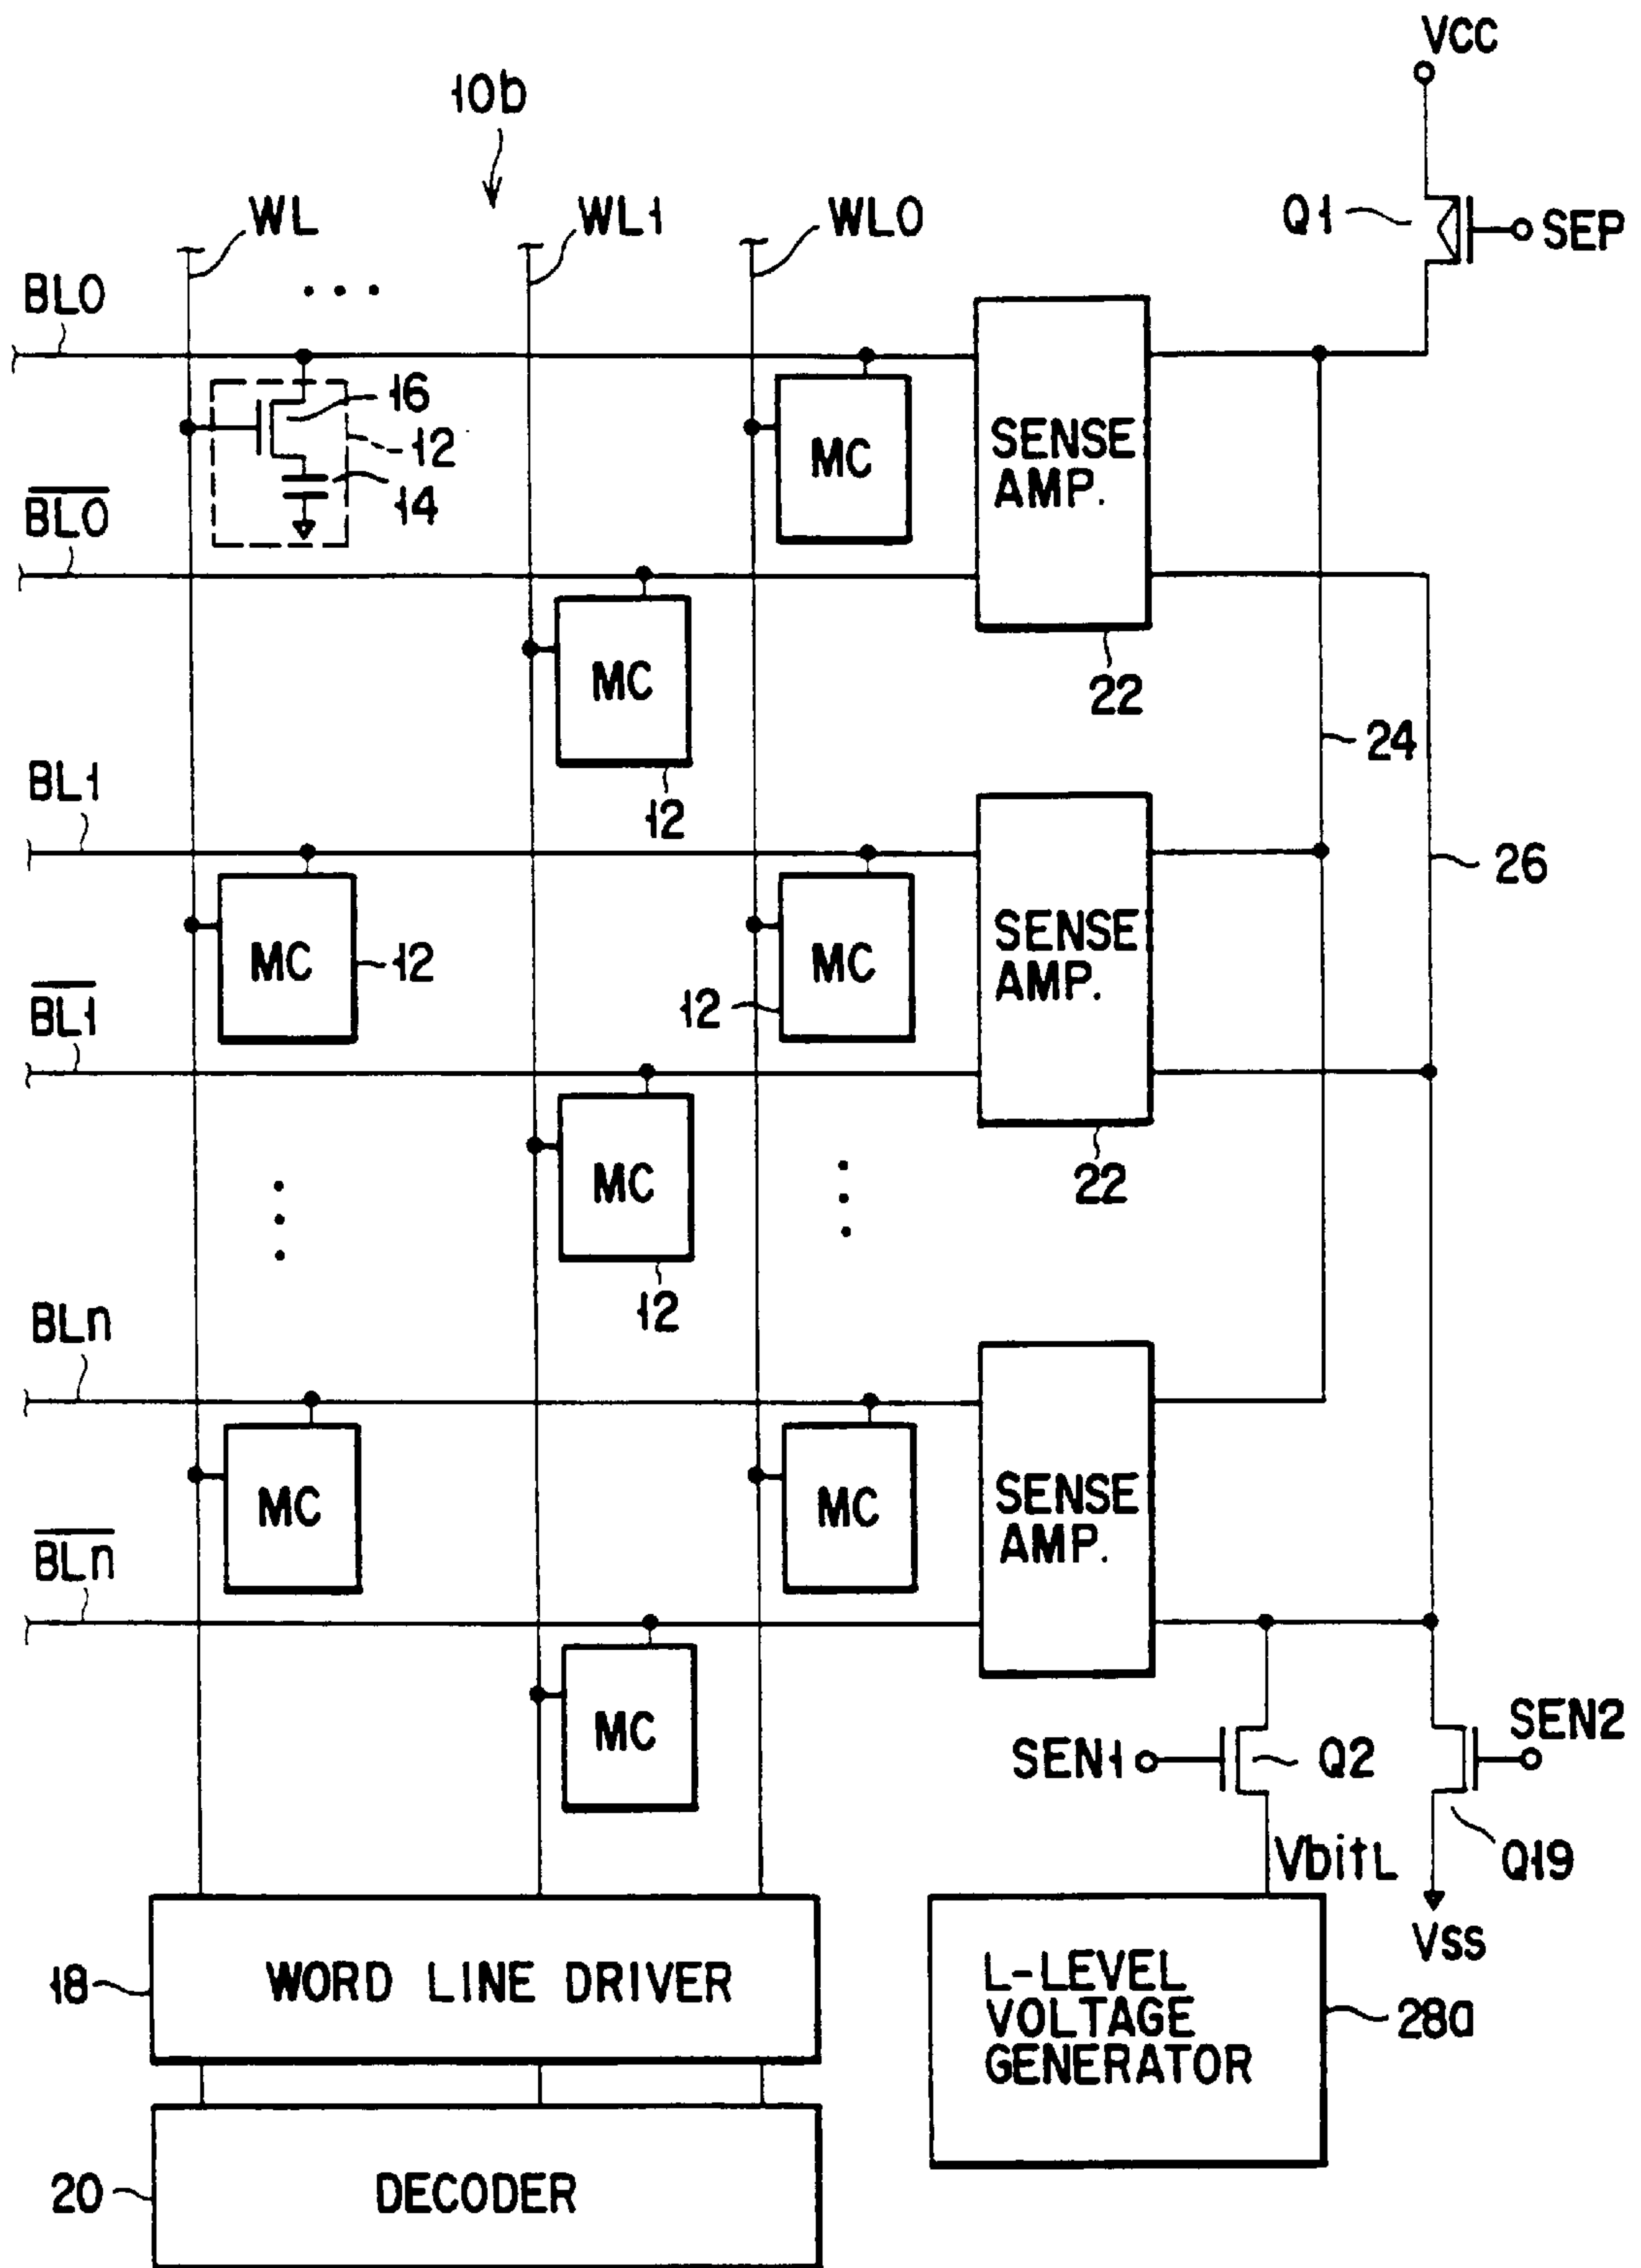 VCC
10b
WL
WL1
WL0
Q1
SEP
BL0
16
12
14
MC
SENSE
AMP.
BL0
MC
22
24
12
BL1
26
MC
12
MC
12
SENSE
AMP.
BL1
MC
22
12
BLn
MC
MC
SENSE
AMP.
BLn
MC
SEN1
Q2
SEN2
VbitL
Q19
VSS
18
WORD LINE DRIVER
L-LEVEL
VOLTAGE
GENERATOR
28a
20
DECODER